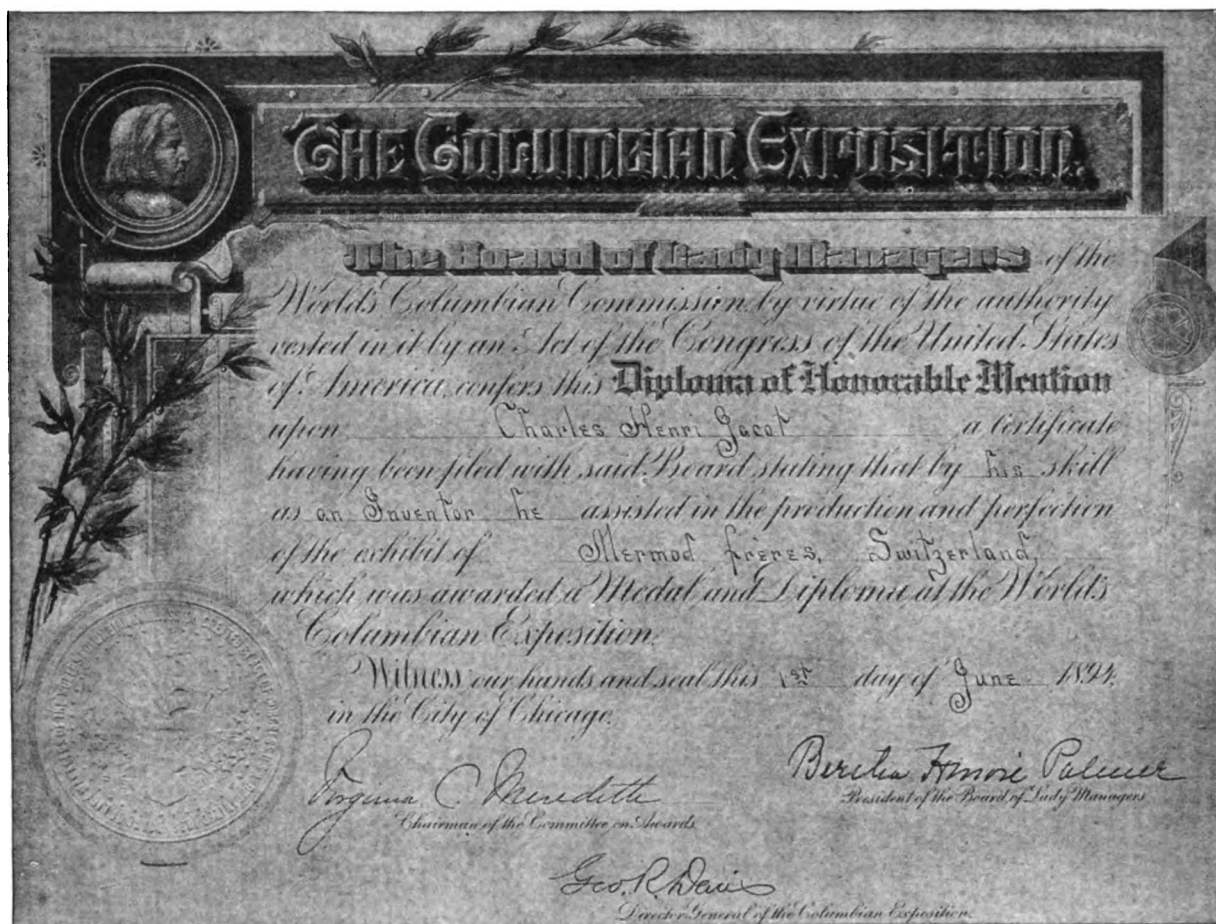 THE COLUMBIAN EXPOSITION.
The Board of Lady Managers of the
World's Columbian Commission, by virtue of the authority
vested in it by an Act of the Congress of the United States
of America, confers this Diploma of Honorable Mention
upon Charles Henri Jacot a Certificate
having been filed with said Board stating that by his skill
as an Inventor he assisted in the production and perfection
of the exhibit of Mermod frères, Switzerland,
which was awarded a Medal and Diploma at the World's
Columbian Exposition.
Witness our hands and seal this 1st day of June 1894,
in the City of Chicago.
Virginia C. Meredith
Chairman of the Committee on Awards
Bertha Honoré Palmer
President of the Board of Lady Managers
Geo. R. Davis
Director General of the Columbian Exposition.